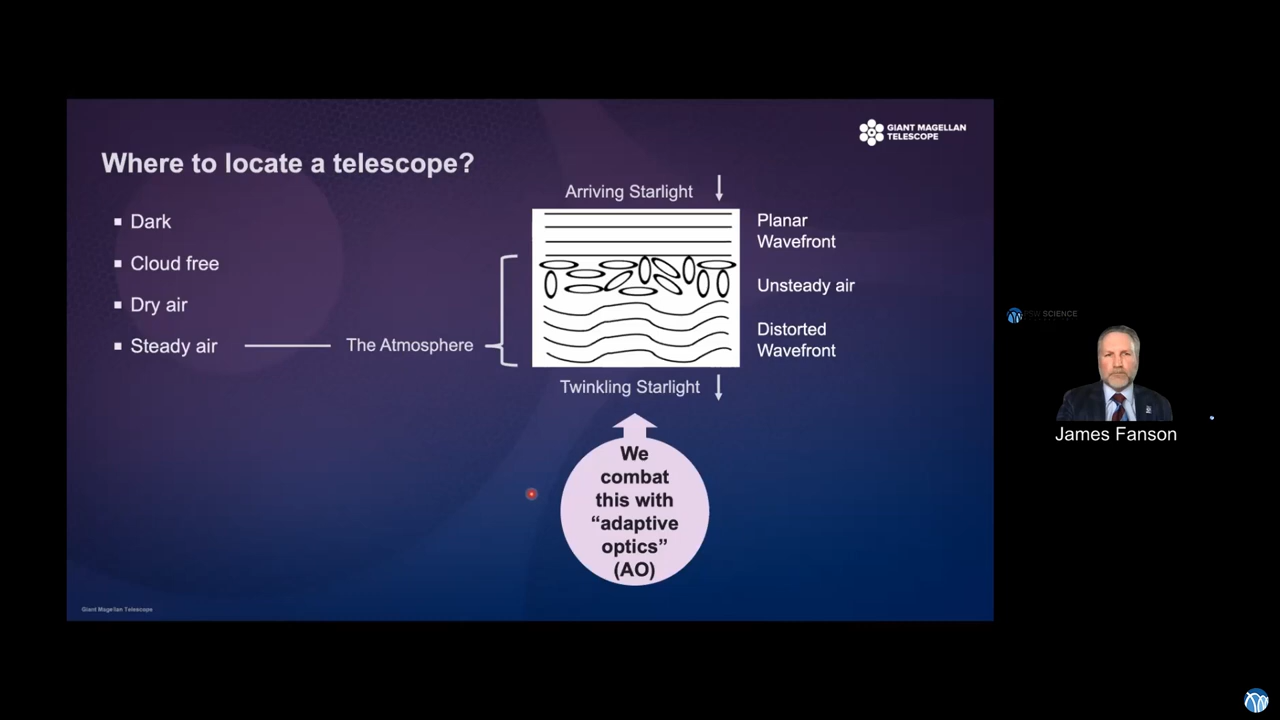 GIANT MAGELLAN
TELESCOPE
Where to locate a telescope?
Dark
Cloud free
Dry air
Steady air
The Atmosphere
Arriving Starlight
Planar
Wavefront
Unsteady air
Distorted
Wavefront
Twinkling Starlight
We
combat
this with
“adaptive
optics”
(AO)
Giant Magellan Telescope
PSW SCIENCE
James Fanson